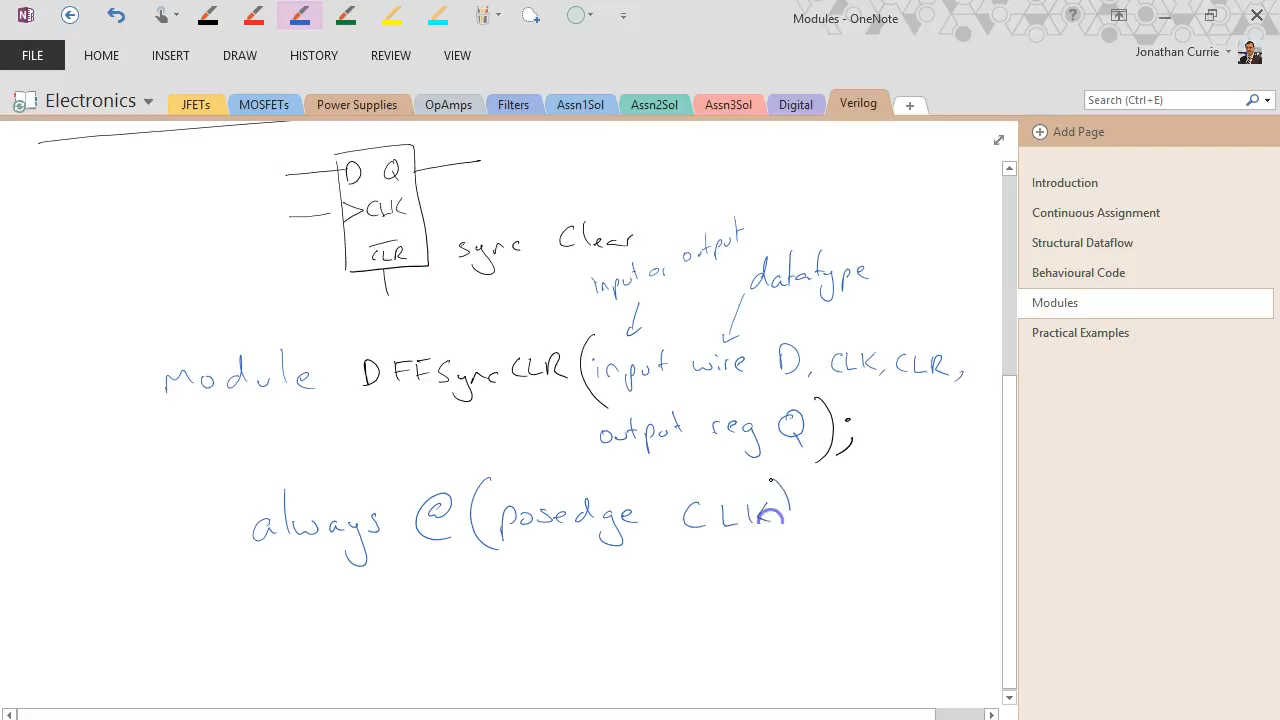 Modules - OneNote
?
FILE HOME INSERT DRAW HISTORY REVIEW VIEW
Jonathan Currie
Electronics
JFETs MOSFETs Power Supplies OpAmps Filters Assn1Sol Assn2Sol Assn3Sol Digital Verilog +
Search (Ctrl+E)
Add Page
Introduction
Continuous Assignment
Structural Dataflow
Behavioural Code
Modules
Practical Examples
D Q
CLK
CLR
sync Clear
input or output
datatype
module DFFSyncCLR(input wire D, CLK, CLR,
output reg Q);
always @(posedge CLK)